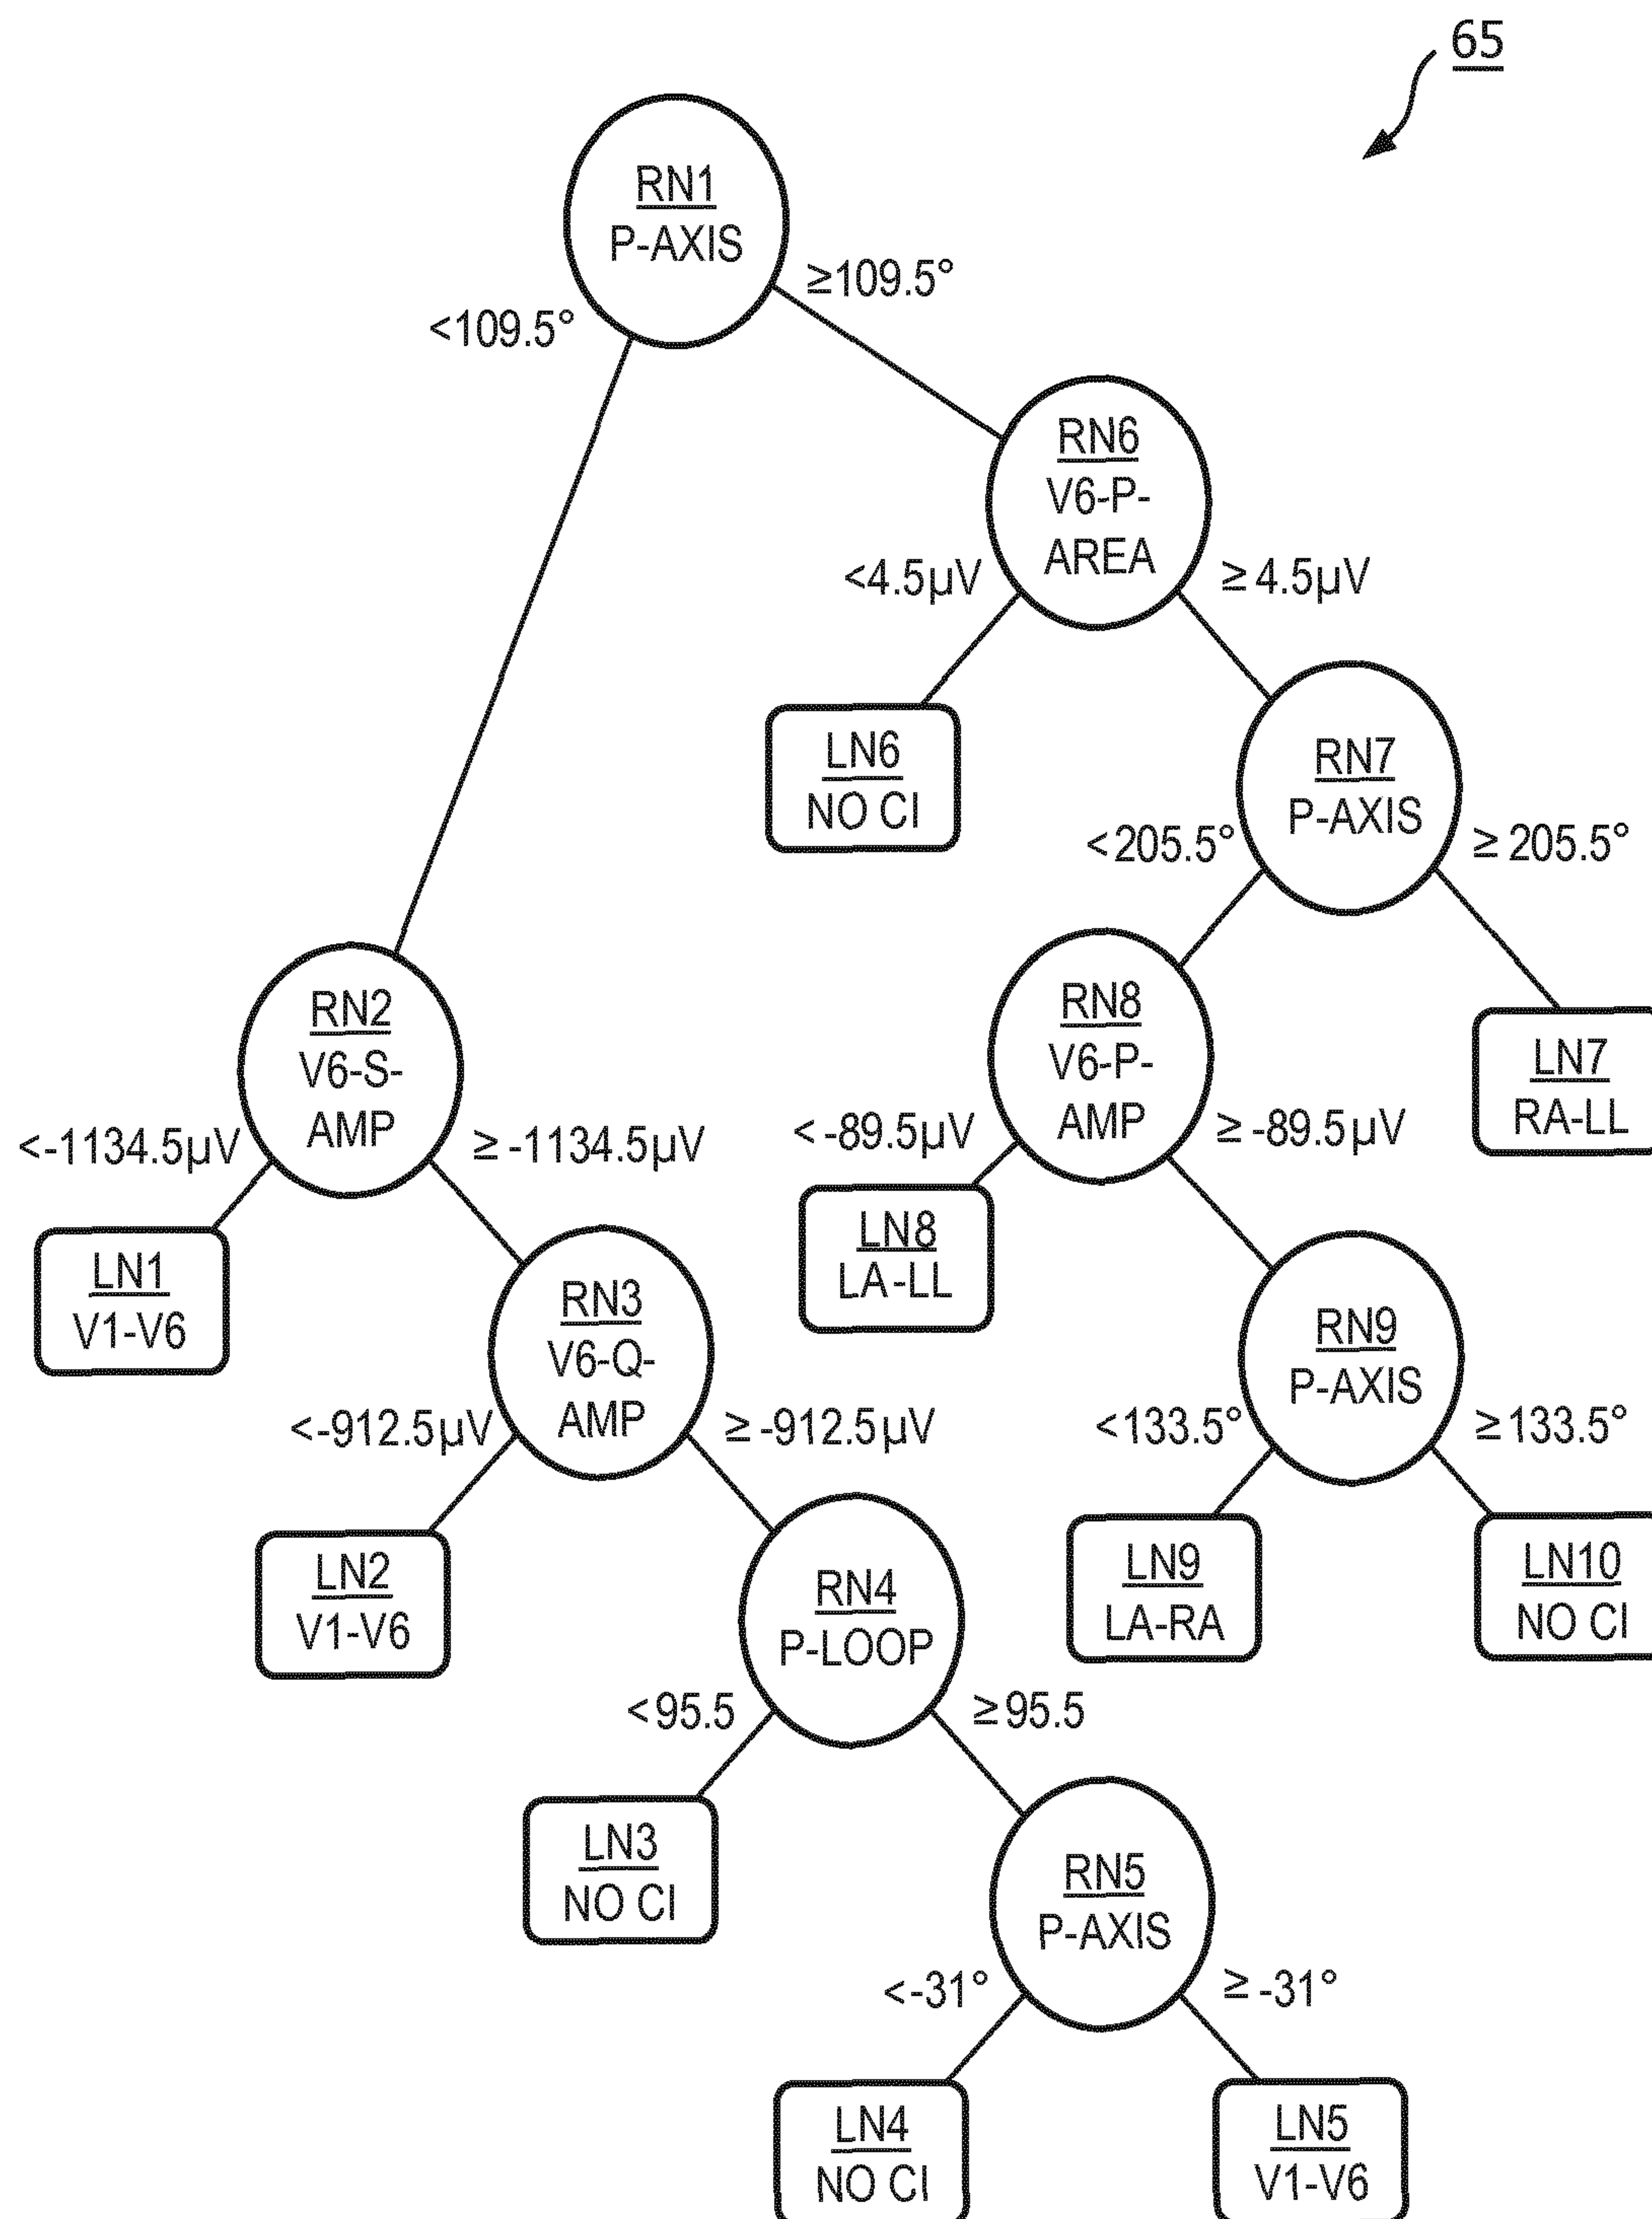 65
RN1
P-AXIS
<109.5°
≥109.5°
RN6
V6-P-
AREA
<4.5µV
≥ 4.5µV
LN6
NO CI
RN7
P-AXIS
<205.5°
≥ 205.5°
RN2
V6-S-
AMP
<-1134.5µV
≥ -1134.5µV
RN8
V6-P-
AMP
< -89.5µV
≥ -89.5µV
LN7
RA-LL
LN1
V1-V6
LN8
LA-LL
RN3
V6-Q-
AMP
<-912.5µV
≥ -912.5µV
RN9
P-AXIS
<133.5°
≥133.5°
LN2
V1-V6
LN9
LA-RA
LN10
NO CI
RN4
P-LOOP
<95.5
≥95.5
LN3
NO CI
RN5
P-AXIS
<-31°
≥ -31°
LN4
NO CI
LN5
V1-V6